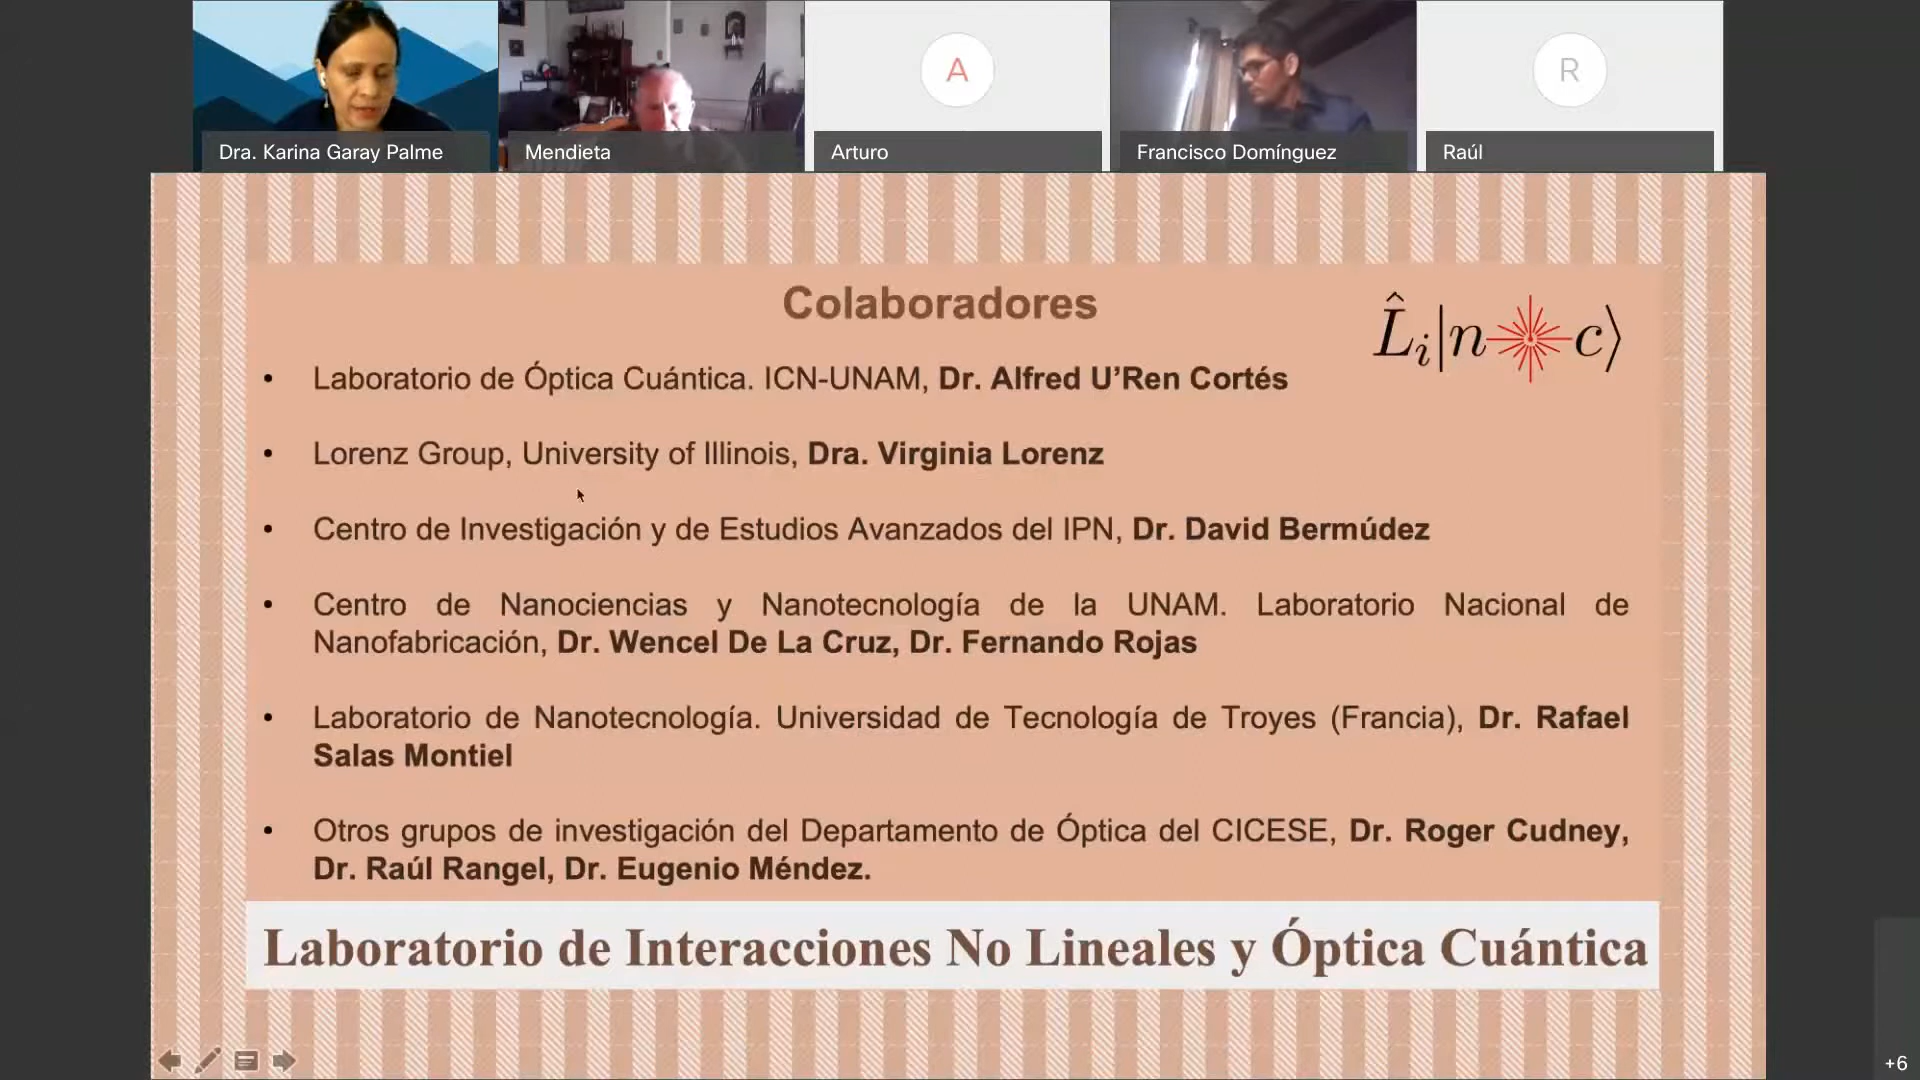 Dra. Karina Garay Palme
Mendieta
A
Arturo
Francisco Domínguez
R
Raúl
Colaboradores
L̂ᵢ|n c⟩
• Laboratorio de Óptica Cuántica. ICN-UNAM, Dr. Alfred U’Ren Cortés
• Lorenz Group, University of Illinois, Dra. Virginia Lorenz
• Centro de Investigación y de Estudios Avanzados del IPN, Dr. David Bermúdez
• Centro de Nanociencias y Nanotecnología de la UNAM. Laboratorio Nacional de
Nanofabricación, Dr. Wencel De La Cruz, Dr. Fernando Rojas
• Laboratorio de Nanotecnología. Universidad de Tecnología de Troyes (Francia), Dr. Rafael
Salas Montiel
• Otros grupos de investigación del Departamento de Óptica del CICESE, Dr. Roger Cudney,
Dr. Raúl Rangel, Dr. Eugenio Méndez.
Laboratorio de Interacciones No Lineales y Óptica Cuántica
+6